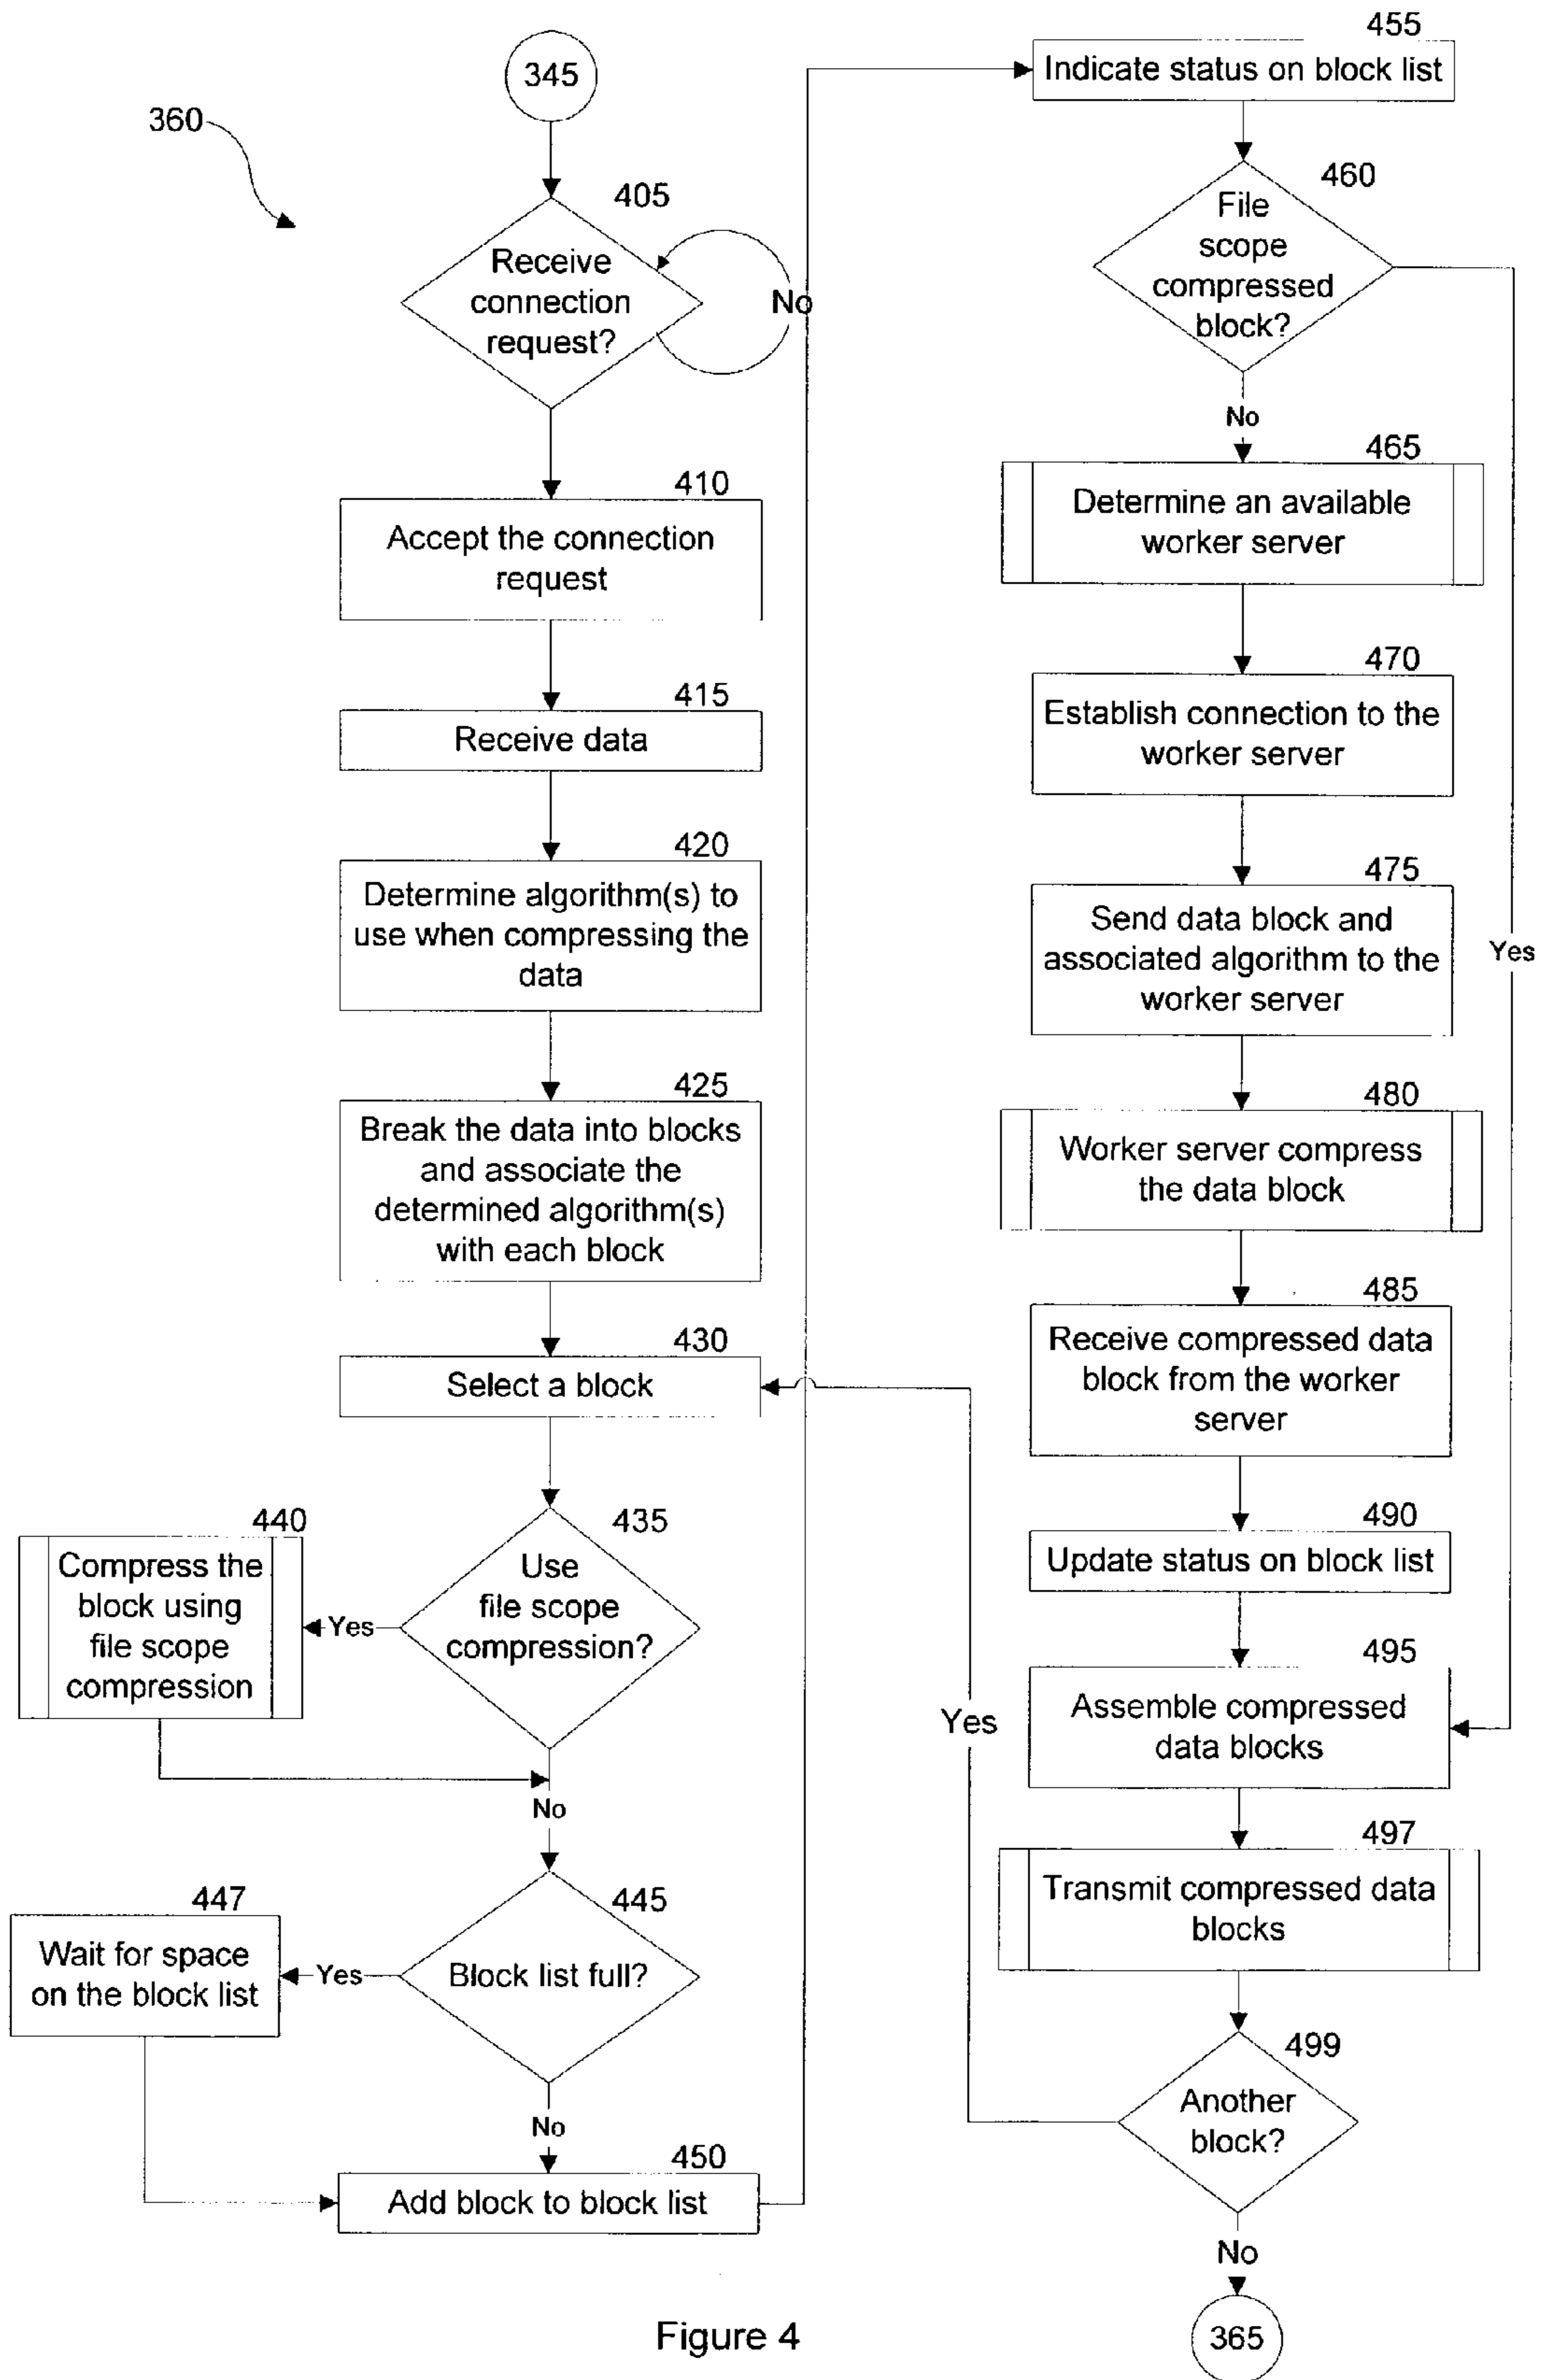 345
360
405
Receive
connection
request?
No
410
Accept the connection
request
415
Receive data
420
Determine algorithm(s) to
use when compressing the
data
425
Break the data into blocks
and associate the
determined algorithm(s)
with each block
430
Select a block
435
Use
file scope
compression?
Yes
440
Compress the
block using
file scope
compression
No
445
Block list full?
Yes
447
Wait for space
on the block list
No
450
Add block to block list
455
Indicate status on block list
460
File
scope
compressed
block?
No
Yes
465
Determine an available
worker server
470
Establish connection to the
worker server
475
Send data block and
associated algorithm to the
worker server
480
Worker server compress
the data block
485
Receive compressed data
block from the worker
server
490
Update status on block list
495
Assemble compressed
data blocks
497
Transmit compressed data
blocks
499
Another
block?
Yes
No
365
Figure 4